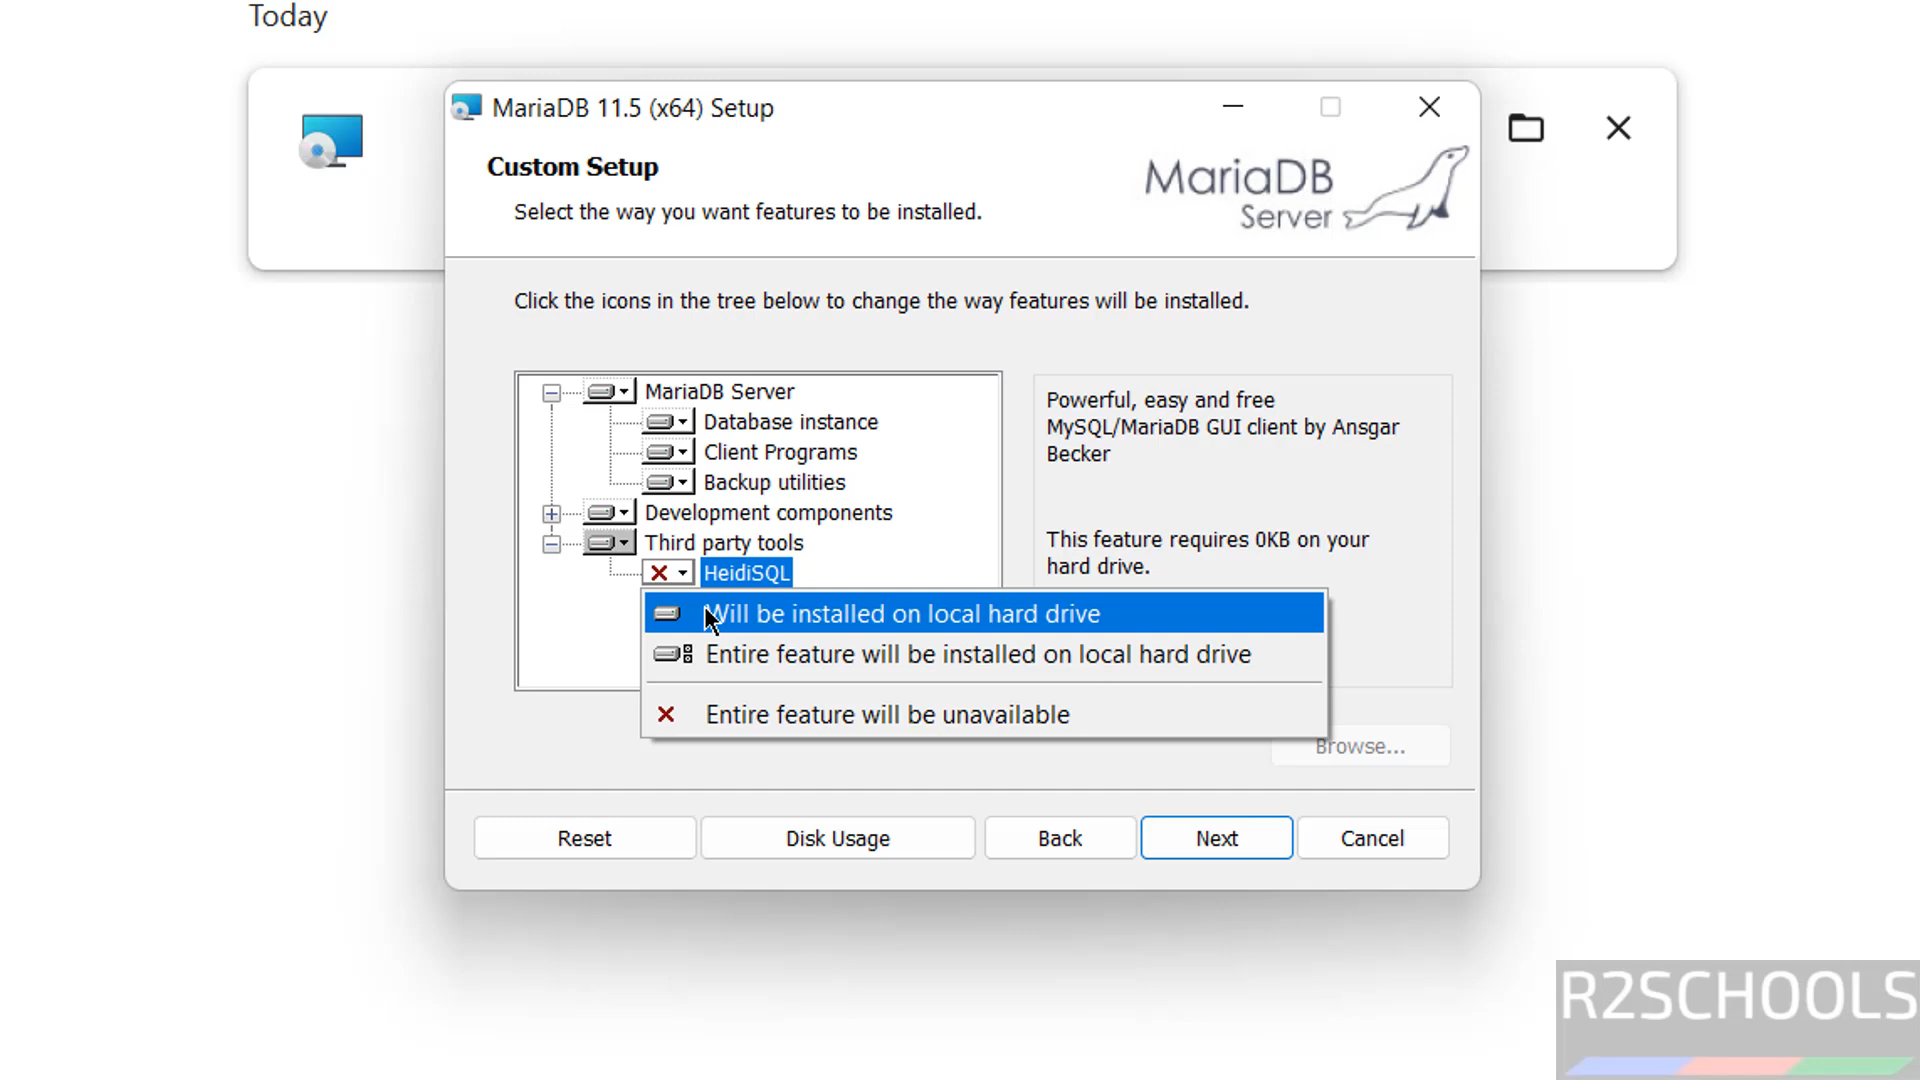 Today
MariaDB 11.5 (x64) Setup
Custom Setup
Select the way you want features to be installed.
MariaDB
Server
Click the icons in the tree below to change the way features will be installed.
MariaDB Server
Database instance
Client Programs
Backup utilities
Development components
Third party tools
HeidiSQL
Powerful, easy and free
MySQL/MariaDB GUI client by Ansgar
Becker
This feature requires 0KB on your
hard drive.
Will be installed on local hard drive
Entire feature will be installed on local hard drive
Entire feature will be unavailable
Browse...
Reset
Disk Usage
Back
Next
Cancel
R2SCHOOLS